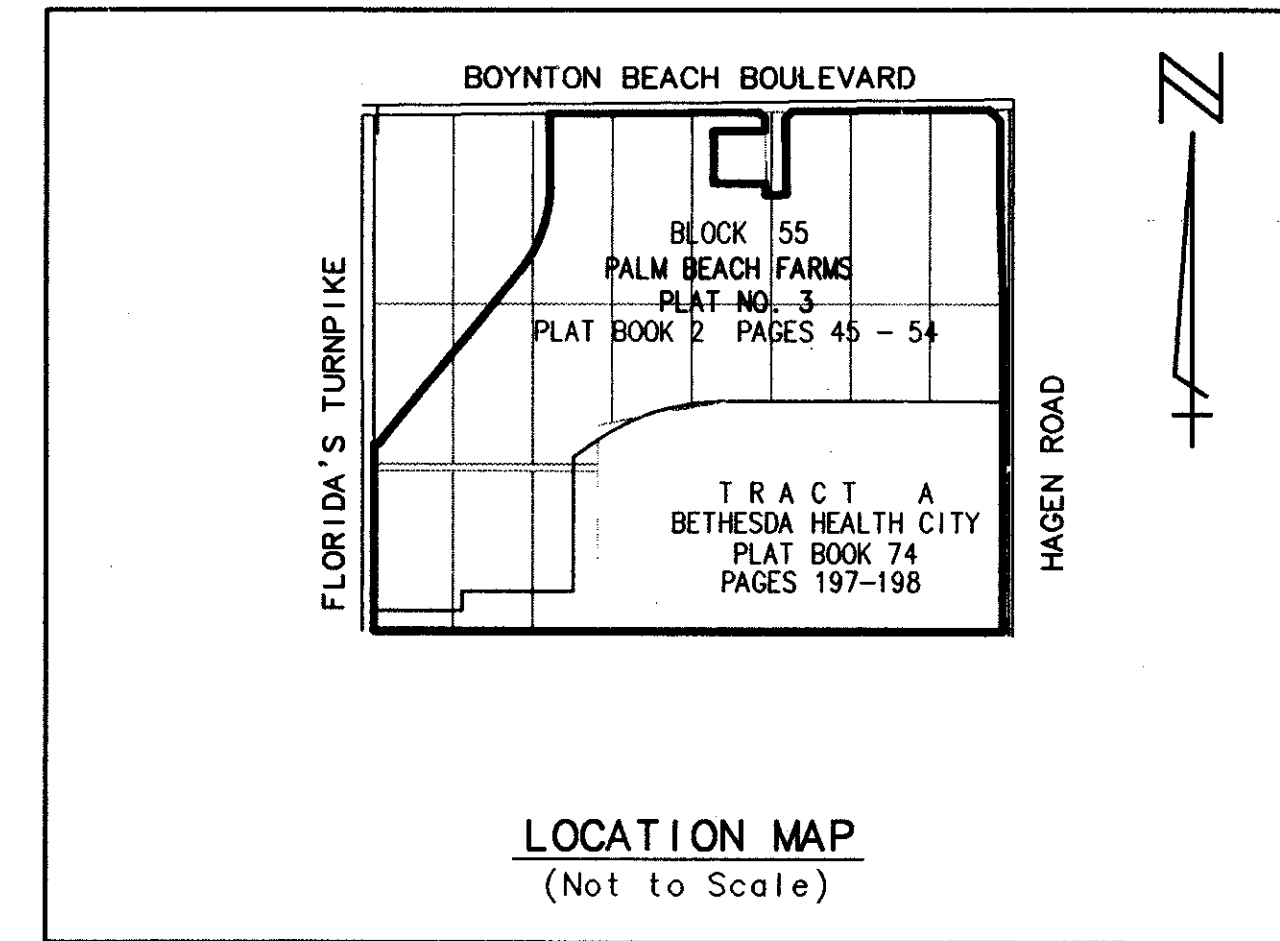 BOYNTON BEACH BOULEVARD
N
FLORIDA'S TURNPIKE
BLOCK 55
PALM BEACH FARMS
PLAT NO. 3
PLAT BOOK 2 PAGES 45 - 54
HAGEN ROAD
TRACT A
BETHESDA HEALTH CITY
PLAT BOOK 74
PAGES 197-198
LOCATION MAP
(Not to Scale)